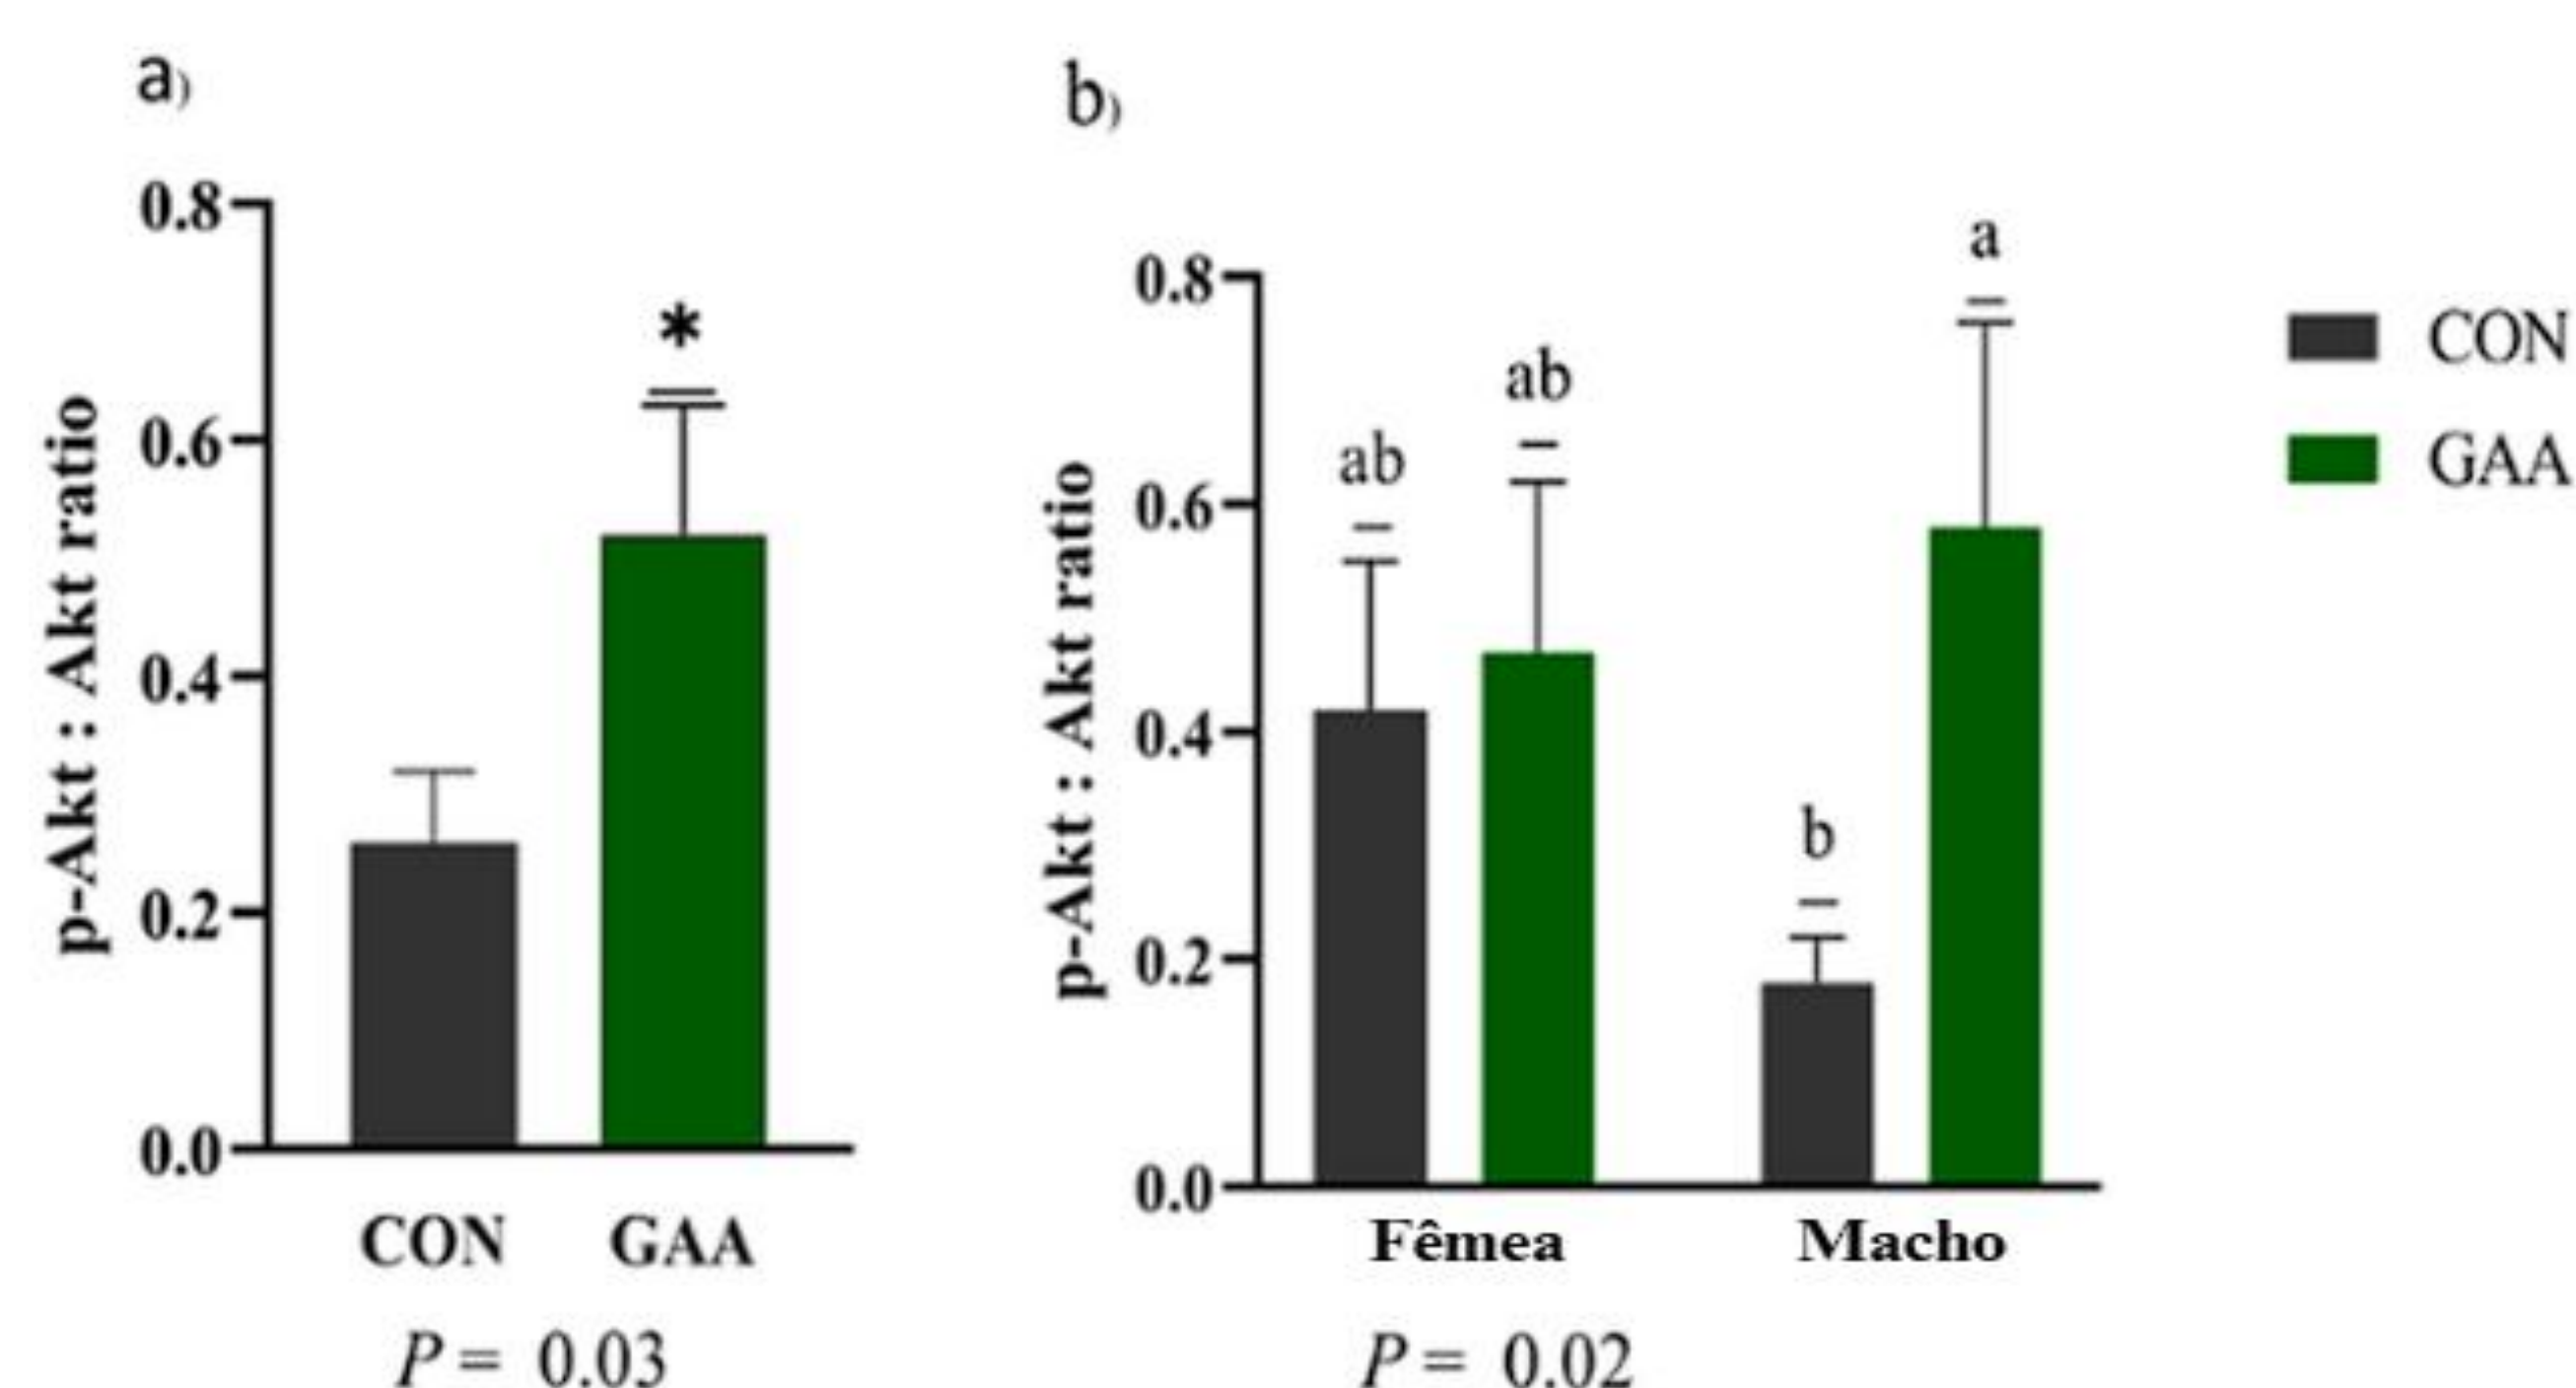 a)
0.8
0.6
0.4
0.2
0.0
p-Akt : Akt ratio
*
CON GAA
P = 0.03
b)
0.8
0.6
0.4
0.2
0.0
p-Akt : Akt ratio
ab
ab
b
a
Fêmea Macho
P = 0.02
CON
GAA